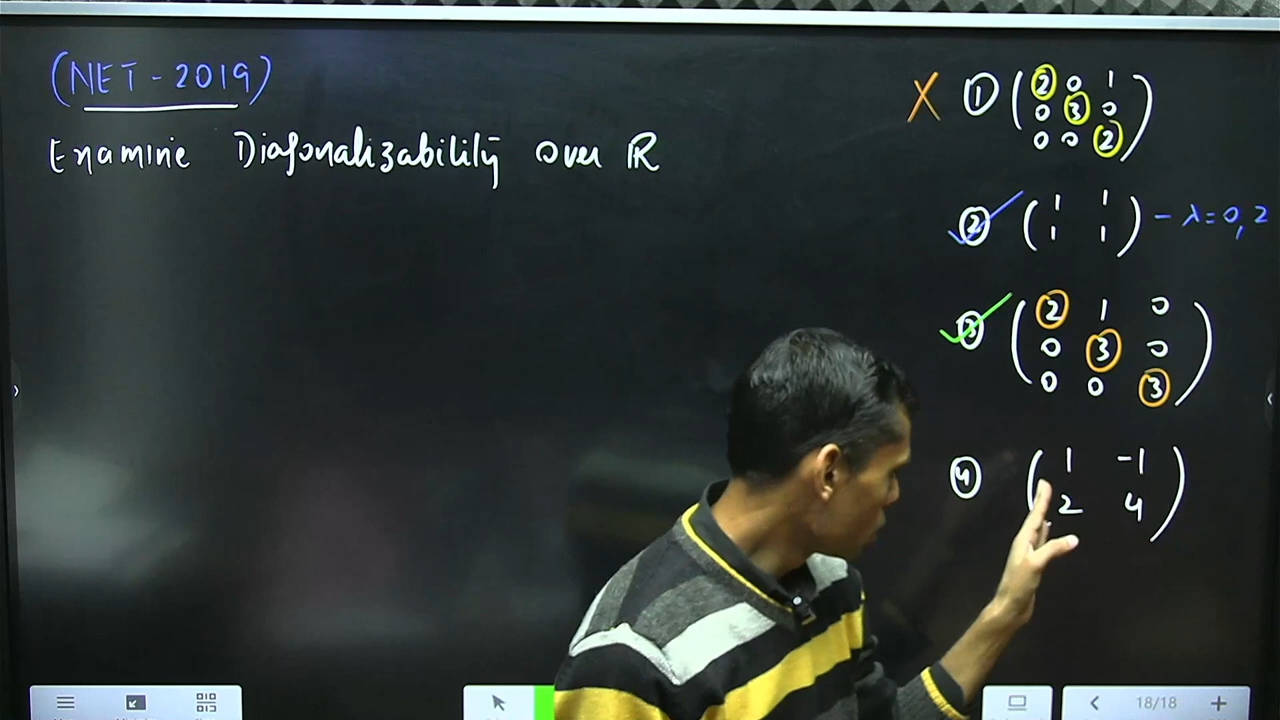 (NET - 2019)
Examine Diagonalizability over ℝ
X ① ( 2 0 1
0 3 0
0 0 2 )
② ( 1 1
1 1 ) - λ = 0, 2
③ ( 2 1 0
0 3 0
0 0 3 )
④ ( 1 -1
2 4 )
18/18